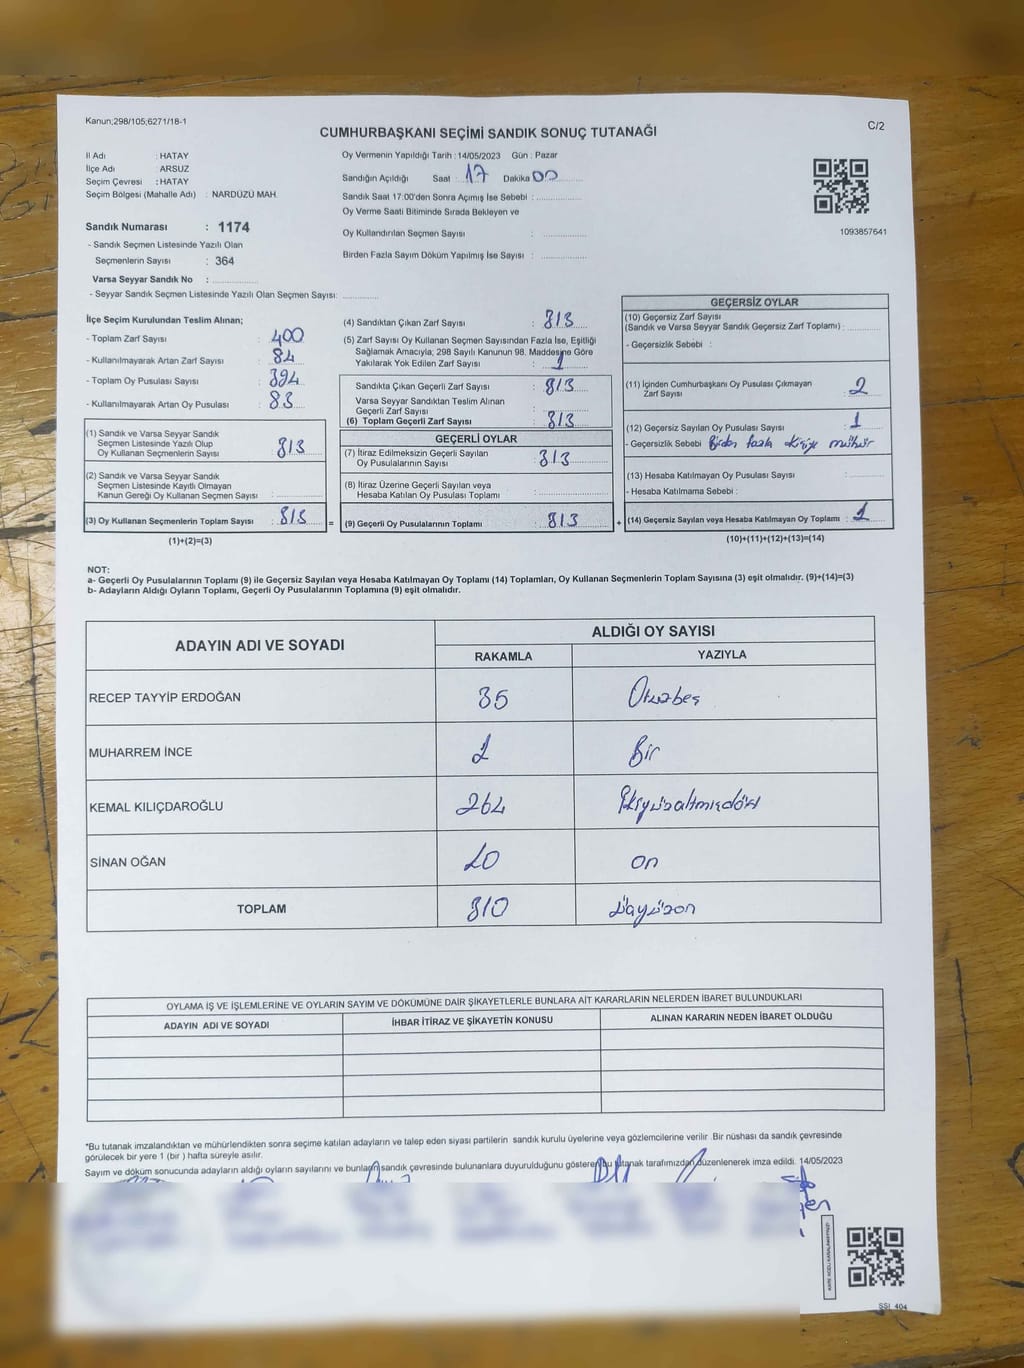 Kanun;298/105;6271/18-1
CUMHURBAŞKANI SEÇİMİ SANDIK SONUÇ TUTANAĞI
C/2
İl Adı : HATAY
İlçe Adı : ARSUZ
Seçim Çevresi : HATAY
Seçim Bölgesi (Mahalle Adı) : NARDÜZÜ MAH.
Oy Vermenin Yapıldığı Tarih : 14/05/2023 Gün : Pazar
Sandığın Açıldığı Saat : 17 Dakika 00
Sandık Saat 17:00'den Sonra Açımış İse Sebebi :
Oy Verme Saati Bitiminde Sırada Bekleyen ve
Oy Kullandırılan Seçmen Sayısı :
Birden Fazla Sayım Döküm Yapılmış İse Sayısı :
1093857641
Sandık Numarası : 1174
- Sandık Seçmen Listesinde Yazılı Olan
Seçmenlerin Sayısı : 364
Varsa Seyyar Sandık No :
- Seyyar Sandık Seçmen Listesinde Yazılı Olan Seçmen Sayısı:
İlçe Seçim Kurulundan Teslim Alınan;
- Toplam Zarf Sayısı : 400
- Kullanılmayarak Artan Zarf Sayısı : 84
- Toplam Oy Pusulası Sayısı : 394
- Kullanılmayarak Artan Oy Pusulası : 83
(1) Sandık ve Varsa Seyyar Sandık
Seçmen Listesinde Yazılı Olup
Oy Kullanan Seçmenlerin Sayısı : 313
(2) Sandık ve Varsa Seyyar Sandık
Seçmen Listesinde Kayıtlı Olmayan
Kanun Gereği Oy Kullanan Seçmen Sayısı :
(3) Oy Kullanan Seçmenlerin Toplam Sayısı : 313 =
(1)+(2)=(3)
(4) Sandıktan Çıkan Zarf Sayısı : 313
(5) Zarf Sayısı Oy Kullanan Seçmen Sayısından Fazla İse, Eşitliği
Sağlamak Amacıyla; 298 Sayılı Kanunun 98. Maddesine Göre
Yakılarak Yok Edilen Zarf Sayısı : 1
Sandıkta Çıkan Geçerli Zarf Sayısı : 313
Varsa Seyyar Sandıktan Teslim Alınan
Geçerli Zarf Sayısı :
(6) Toplam Geçerli Zarf Sayısı : 313
GEÇERLİ OYLAR
(7) İtiraz Edilmeksizin Geçerli Sayılan
Oy Pusulalarının Sayısı : 313
(8) İtiraz Üzerine Geçerli Sayılan veya
Hesaba Katılan Oy Pusulası Toplamı :
(9) Geçerli Oy Pusulalarının Toplamı : 313 +
GEÇERSİZ OYLAR
(10) Geçersiz Zarf Sayısı
(Sandık ve Varsa Seyyar Sandık Geçersiz Zarf Toplamı) :
- Geçersizlik Sebebi :
(11) İçinden Cumhurbaşkanı Oy Pusulası Çıkmayan
Zarf Sayısı : 2
(12) Geçersiz Sayılan Oy Pusulası Sayısı : 1
- Geçersizlik Sebebi : Birden fazla kişiye mühür
(13) Hesaba Katılmayan Oy Pusulası Sayısı :
- Hesaba Katılmama Sebebi :
(14) Geçersiz Sayılan veya Hesaba Katılmayan Oy Toplamı : 1
(10)+(11)+(12)+(13)=(14)
NOT:
a- Geçerli Oy Pusulalarının Toplamı (9) ile Geçersiz Sayılan veya Hesaba Katılmayan Oy Toplamı (14) Toplamları, Oy Kullanan Seçmenlerin Toplam Sayısına (3) eşit olmalıdır. (9)+(14)=(3)
b- Adayların Aldığı Oyların Toplamı, Geçerli Oy Pusulalarının Toplamına (9) eşit olmalıdır.
ADAYIN ADI VE SOYADI
ALDIĞI OY SAYISI
RAKAMLA YAZIYLA
RECEP TAYYİP ERDOĞAN 35 Otuzbeş
MUHARREM İNCE 1 Bir
KEMAL KILIÇDAROĞLU 264 İkiyüzaltmışdört
SİNAN OĞAN 10 on
TOPLAM 310 üçyüzon
OYLAMA İŞ VE İŞLEMLERİNE VE OYLARIN SAYIM VE DÖKÜMÜNE DAİR ŞİKAYETLERLE BUNLARA AİT KARARLARIN NELERDEN İBARET BULUNDUKLARI
ADAYIN ADI VE SOYADI İHBAR İTİRAZ VE ŞİKAYETİN KONUSU ALINAN KARARIN NEDEN İBARET OLDUĞU
*Bu tutanak imzalandıktan ve mühürlendikten sonra seçime katılan adayların ve talep eden siyasi partilerin sandık kurulu üyelerine veya gözlemcilerine verilir. Bir nüshası da sandık çevresinde
görülecek bir yere 1 (bir) hafta süreyle asılır.
Sayım ve döküm sonucunda adayların aldığı oyların sayılarını ve bunların sandık çevresinde bulunanlara duyurulduğunu gösteren bu tutanak tarafımızdan düzenlenerek imza edildi. 14/05/2023
SSİ_404